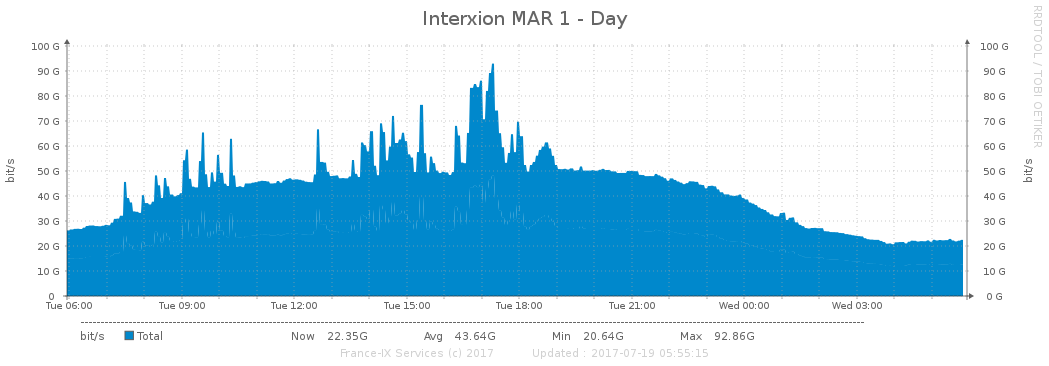 Interxion MAR 1 - Day
RRDTOOL / TOBI OETIKER
bit/s
bit/s
100 G 100 G
90 G 90 G
80 G 80 G
70 G 70 G
60 G 60 G
50 G 50 G
40 G 40 G
30 G 30 G
20 G 20 G
10 G 10 G
0 0 G
Tue 06:00 Tue 09:00 Tue 12:00 Tue 15:00 Tue 18:00 Tue 21:00 Wed 00:00 Wed 03:00
bit/s Total Now 22.35G Avg 43.64G Min 20.64G Max 92.86G
France-IX Services (c) 2017 Updated : 2017-07-19 05:55:15